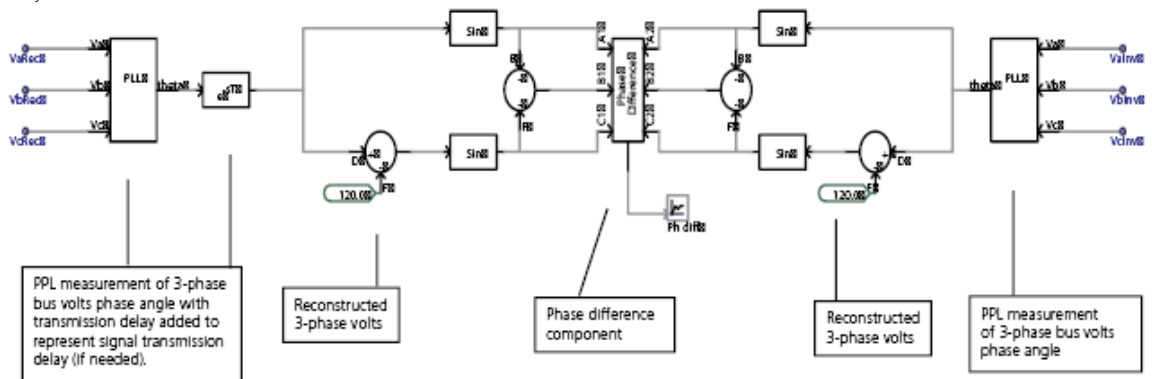 VaRec
VbRec
VcRec
Va
Vb
Vc
PLL
theta
Sin
B
F
Sin
D
F
120.0
A1
B1
C1
Phase
Difference
A2
B2
C2
Ph diff
Sin
B
F
Sin
D
F
120.0
theta
PLL
Va
Vb
Vc
VaInv
VbInv
VcInv
PPL measurement of 3-phase
bus volts phase angle with
transmission delay added to
represent signal transmission
delay (if needed).
Reconstructed
3-phase volts
Phase difference
component
Reconstructed
3-phase volts
PPL measurement
of 3-phase bus volts
phase angle